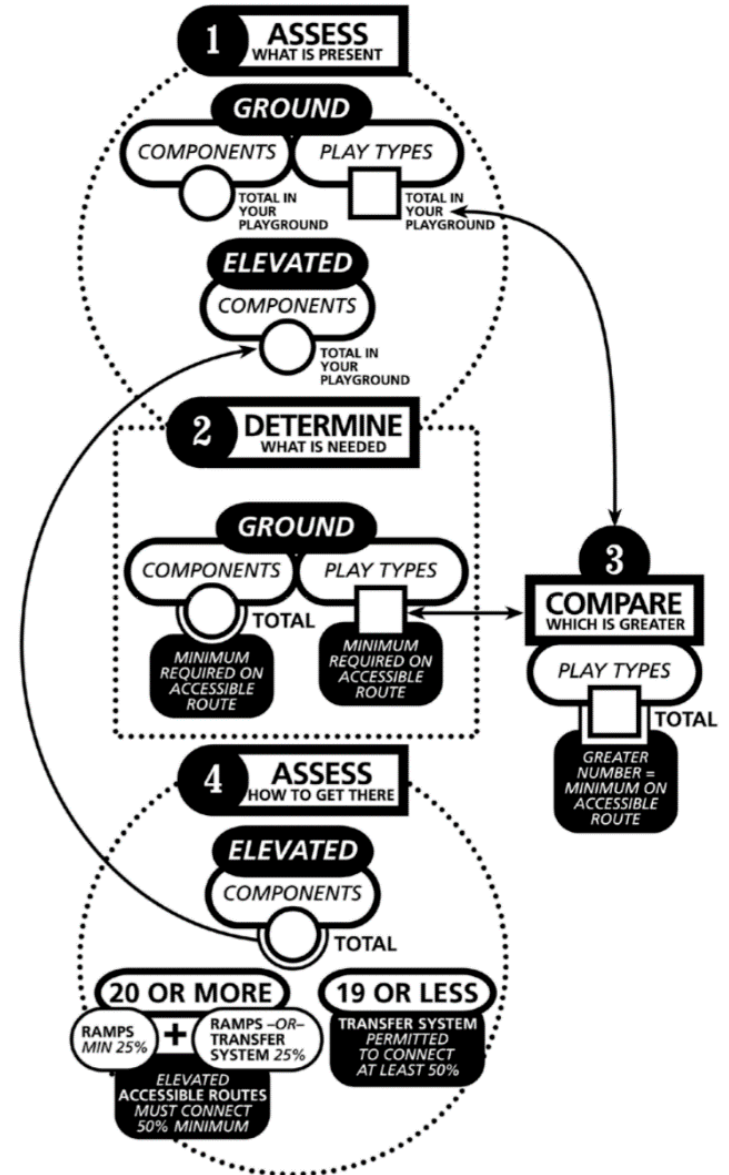 1
ASSESS
WHAT IS PRESENT
GROUND
COMPONENTS
PLAY TYPES
TOTAL IN
YOUR
PLAYGROUND
TOTAL IN
YOUR
PLAYGROUND
ELEVATED
COMPONENTS
TOTAL IN
YOUR
PLAYGROUND
2
DETERMINE
WHAT IS NEEDED
GROUND
COMPONENTS
PLAY TYPES
TOTAL
MINIMUM
REQUIRED ON
ACCESSIBLE
ROUTE
MINIMUM
REQUIRED ON
ACCESSIBLE
ROUTE
3
COMPARE
WHICH IS GREATER
PLAY TYPES
TOTAL
GREATER
NUMBER =
MINIMUM ON
ACCESSIBLE
ROUTE
4
ASSESS
HOW TO GET THERE
ELEVATED
COMPONENTS
TOTAL
20 OR MORE
RAMPS
MIN 25%
+
RAMPS –OR–
TRANSFER
SYSTEM 25%
ELEVATED
ACCESSIBLE ROUTES
MUST CONNECT
50% MINIMUM
19 OR LESS
TRANSFER SYSTEM
PERMITTED
TO CONNECT
AT LEAST 50%